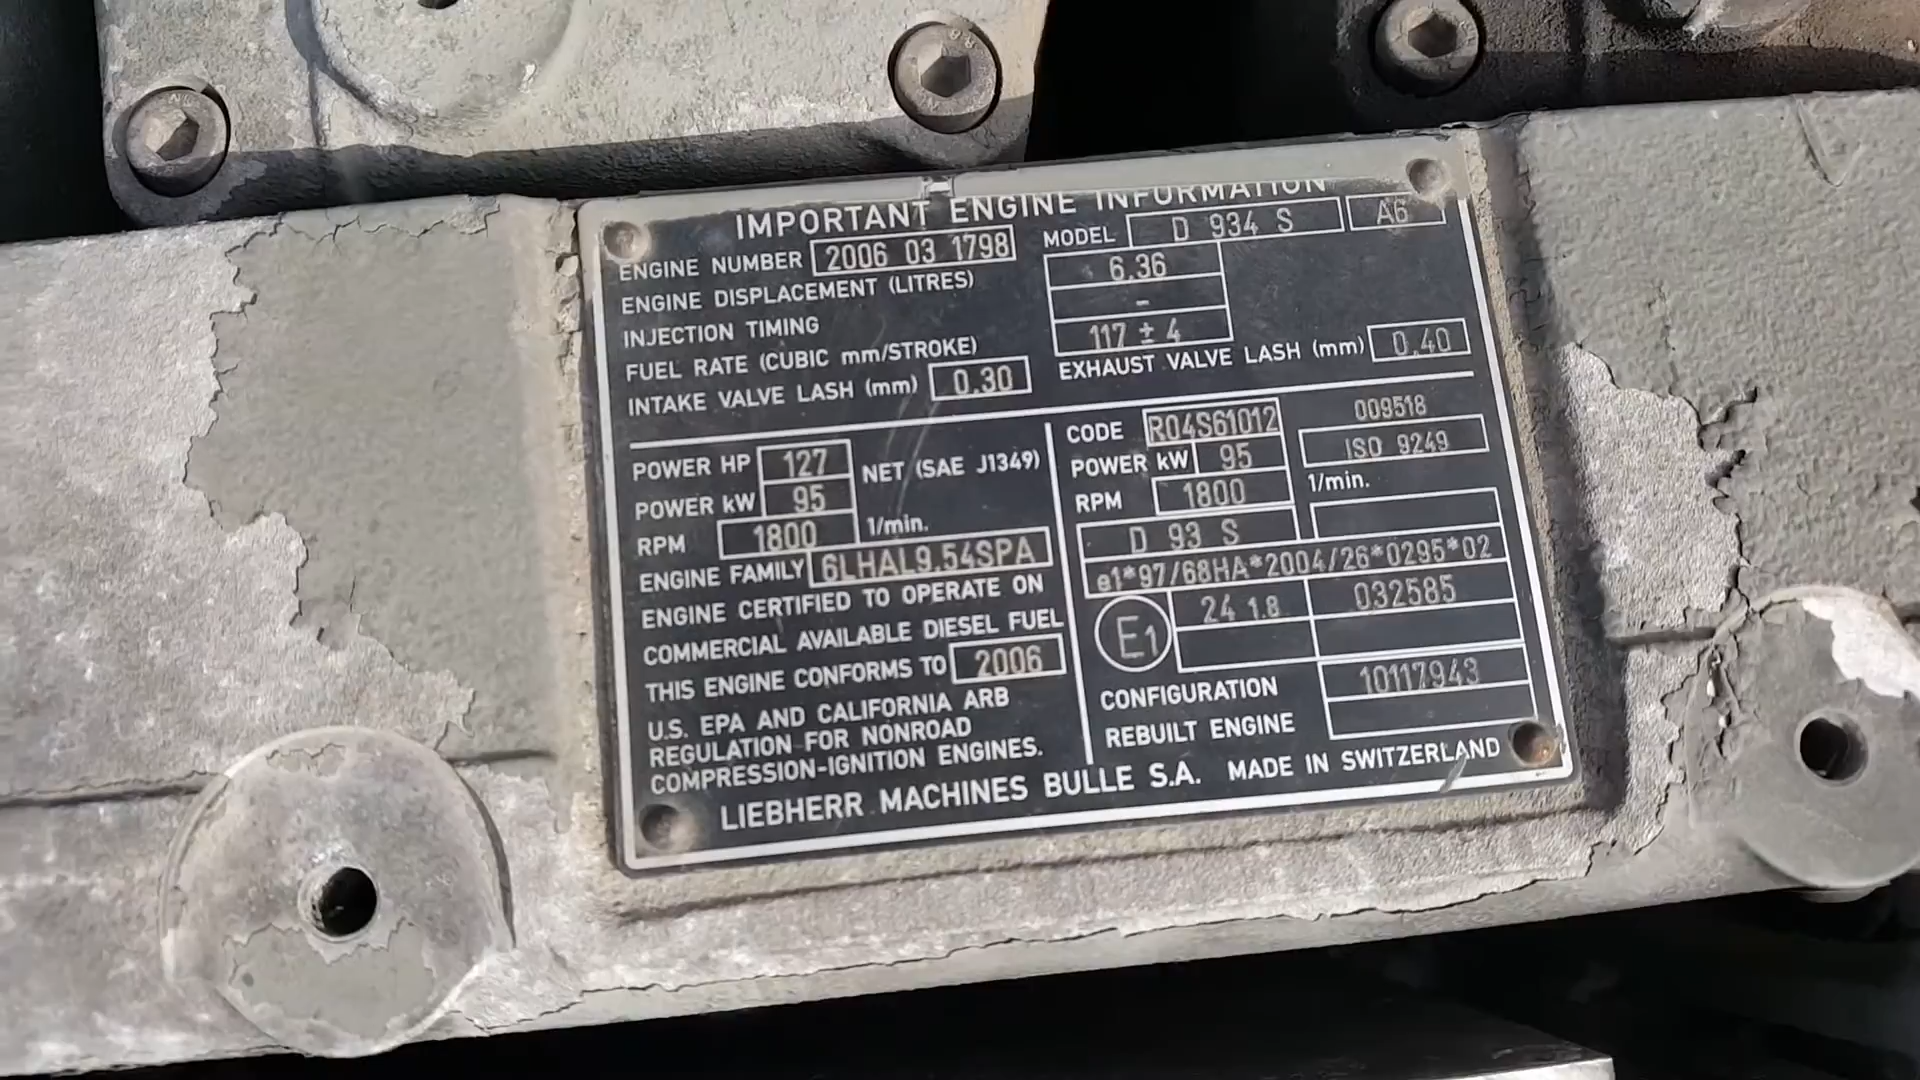 IMPORTANT ENGINE INFORMATION
ENGINE NUMBER 2006 03 1798 MODEL D 934 S A6
ENGINE DISPLACEMENT (LITRES) 6.36
INJECTION TIMING -
FUEL RATE (CUBIC mm/STROKE) 117 ± 4
INTAKE VALVE LASH (mm) 0.30 EXHAUST VALVE LASH (mm) 0.40
POWER HP 127 NET (SAE J1349)
POWER kW 95
RPM 1800 1/min.
ENGINE FAMILY 6LHAL9.54SPA
ENGINE CERTIFIED TO OPERATE ON
COMMERCIAL AVAILABLE DIESEL FUEL
THIS ENGINE CONFORMS TO 2006
U.S. EPA AND CALIFORNIA ARB
REGULATION FOR NONROAD
COMPRESSION-IGNITION ENGINES.
CODE R04S61012 009518
POWER kW 95 ISO 9249
RPM 1800 1/min.
D 93 S
e1*97/68HA*2004/26*0295*02
E1 24 1.8 032585
CONFIGURATION 10117943
REBUILT ENGINE
LIEBHERR MACHINES BULLE S.A. MADE IN SWITZERLAND